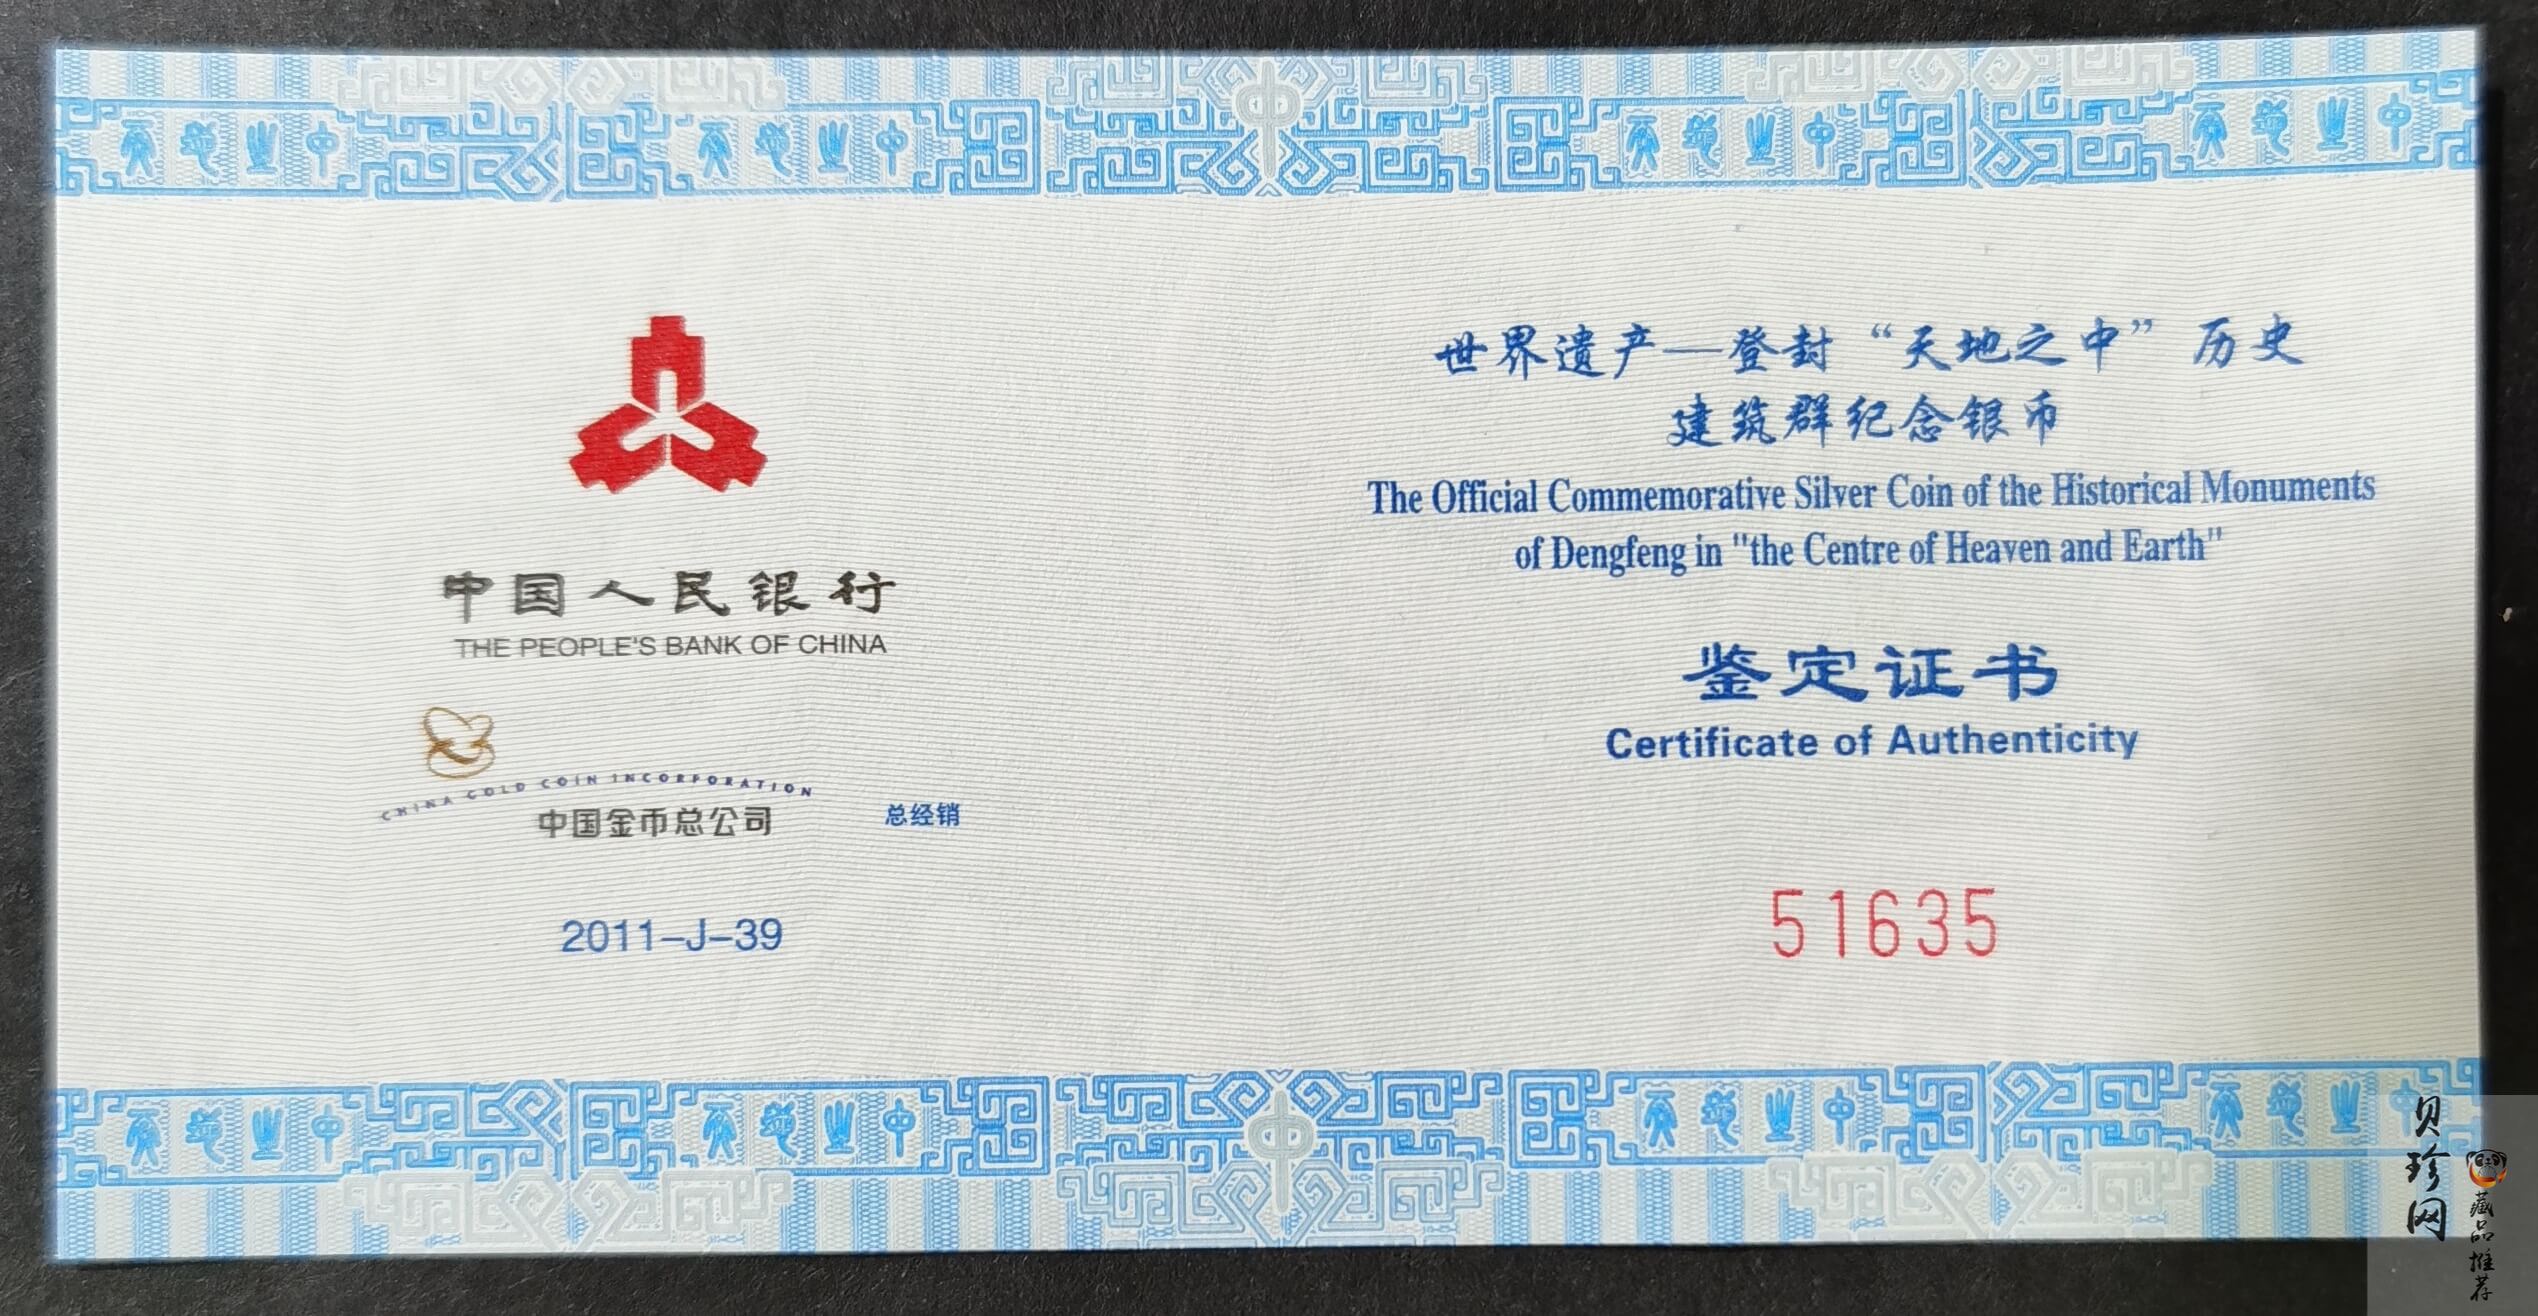 中国人民银行
THE PEOPLE'S BANK OF CHINA
CHINA GOLD COIN INCORPORATION
中国金币总公司
总经销
2011–J–39
世界遗产—登封“天地之中”历史
建筑群纪念银币
The Official Commemorative Silver Coin of the Historical Monuments
of Dengfeng in "the Centre of Heaven and Earth"
鉴定证书
Certificate of Authenticity
51635
贝珍网
藏品推荐